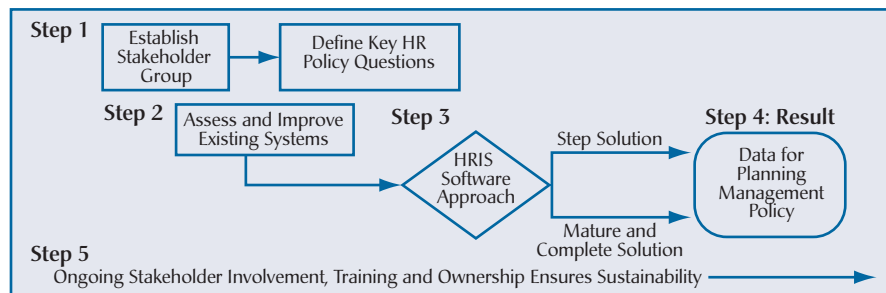 Step 1
Establish
Stakeholder
Group
Define Key HR
Policy Questions
Step 2
Assess and Improve
Existing Systems
Step 3
HRIS
Software
Approach
Step Solution
Mature and
Complete Solution
Step 4: Result
Data for
Planning
Management
Policy
Step 5
Ongoing Stakeholder Involvement, Training and Ownership Ensures Sustainability